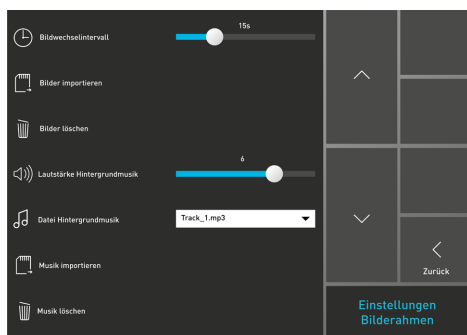 15s
Bildwechselintervall
Bilder importieren
Bilder löschen
6
Lautstärke Hintergrundmusik
Datei Hintergrundmusik
Track_1.mp3
Musik importieren
Zurück
Musik löschen
Einstellungen
Bilderahmen